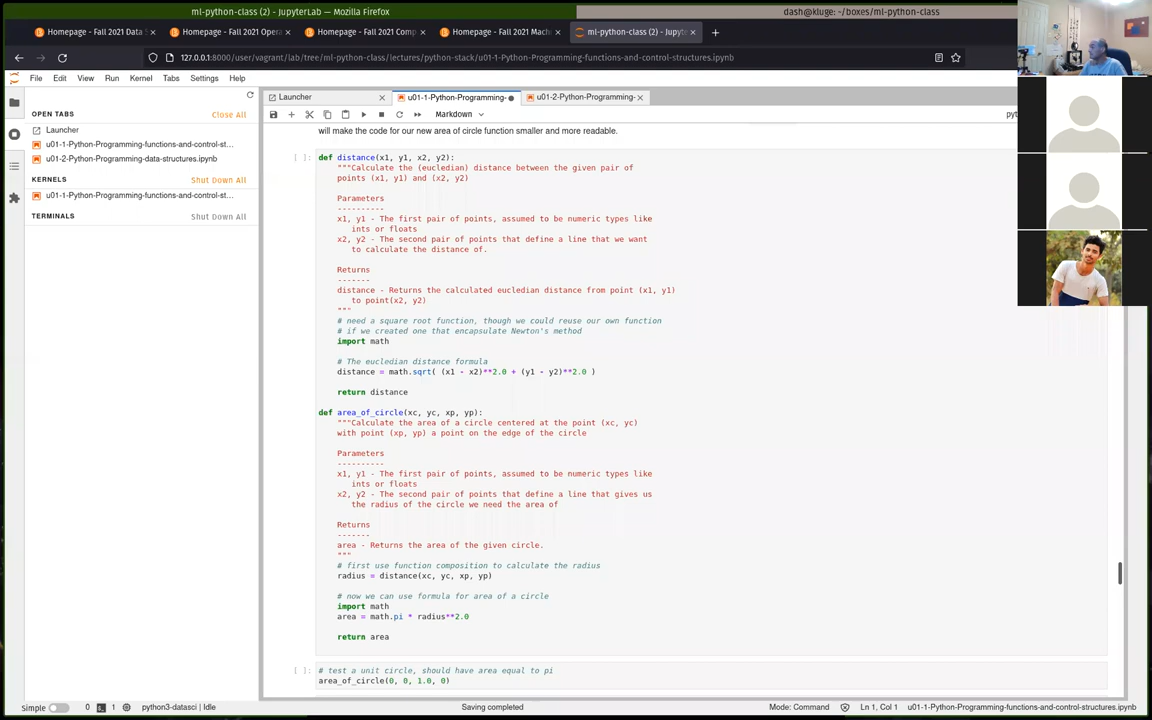 ml-python-class (2) - JupyterLab — Mozilla Firefox
dash@kluge: ~/boxes/ml-python-class
Homepage - Fall 2021 Data S
Homepage - Fall 2021 Opera
Homepage - Fall 2021 Comp
Homepage - Fall 2021 Mach
ml-python-class (2) - Jupyte
127.0.0.1:8000/user/vagrant/lab/tree/ml-python-class/lectures/python-stack/u01-1-Python-Programming-functions-and-control-structures.ipynb
File Edit View Run Kernel Tabs Settings Help
OPEN TABS
Close All
Launcher
u01-1-Python-Programming-functions-and-control-st...
u01-2-Python-Programming-data-structures.ipynb
KERNELS
Shut Down All
u01-1-Python-Programming-functions-and-control-st...
TERMINALS
Shut Down All
Launcher
u01-1-Python-Programming-
u01-2-Python-Programming-
Markdown
pyt
will make the code for our new area of circle function smaller and more readable.
[ ]:
def distance(x1, y1, x2, y2):
"""Calculate the (eucledian) distance between the given pair of
points (x1, y1) and (x2, y2)
Parameters
----------
x1, y1 - The first pair of points, assumed to be numeric types like
ints or floats
x2, y2 - The second pair of points that define a line that we want
to calculate the distance of.
Returns
-------
distance - Returns the calculated eucledian distance from point (x1, y1)
to point(x2, y2)
"""
# need a square root function, though we could reuse our own function
# if we created one that encapsulate Newton's method
import math
# The eucledian distance formula
distance = math.sqrt( (x1 - x2)**2.0 + (y1 - y2)**2.0 )
return distance
def area_of_circle(xc, yc, xp, yp):
"""Calculate the area of a circle centered at the point (xc, yc)
with point (xp, yp) a point on the edge of the circle
Parameters
----------
x1, y1 - The first pair of points, assumed to be numeric types like
ints or floats
x2, y2 - The second pair of points that define a line that gives us
the radius of the circle we need the area of
Returns
-------
area - Returns the area of the given circle.
"""
# first use function composition to calculate the radius
radius = distance(xc, yc, xp, yp)
# now we can use formula for area of a circle
import math
area = math.pi * radius**2.0
return area
[ ]:
# test a unit circle, should have area equal to pi
area_of_circle(0, 0, 1.0, 0)
Simple
0
1
python3-datasci | Idle
Saving completed
Mode: Command
Ln 1, Col 1
u01-1-Python-Programming-functions-and-control-structures.ipynb